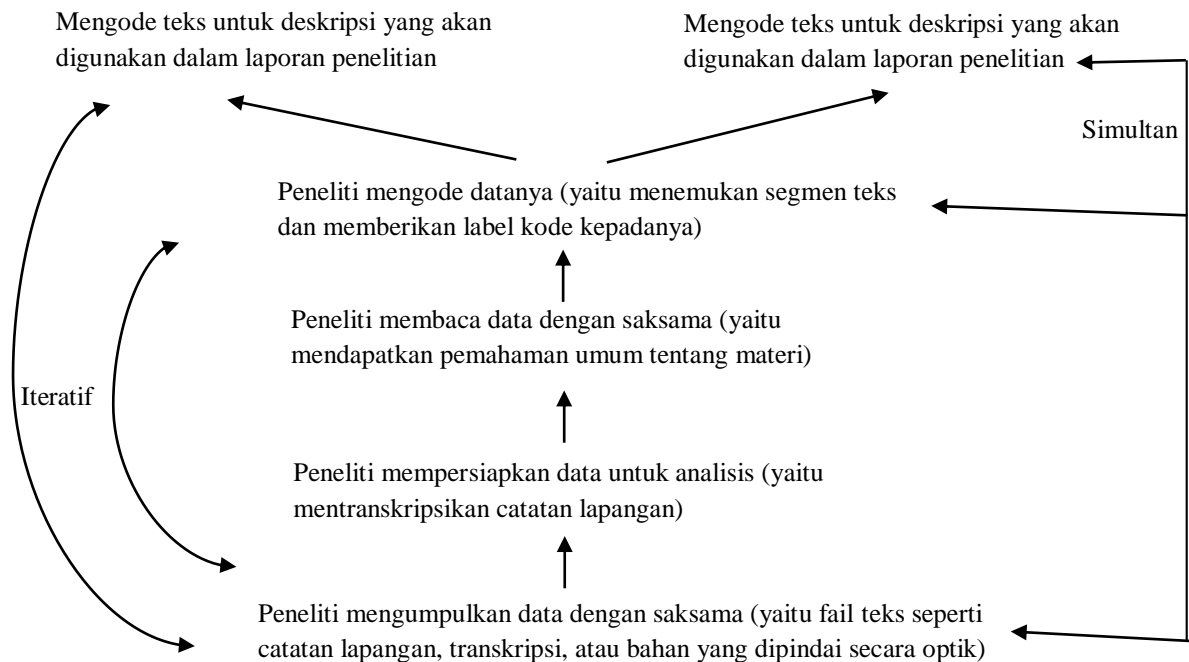 Mengode teks untuk deskripsi yang akan
digunakan dalam laporan penelitian
Mengode teks untuk deskripsi yang akan
digunakan dalam laporan penelitian
Simultan
Peneliti mengode datanya (yaitu menemukan segmen teks
dan memberikan label kode kepadanya)
Peneliti membaca data dengan saksama (yaitu
mendapatkan pemahaman umum tentang materi)
Iteratif
Peneliti mempersiapkan data untuk analisis (yaitu
mentranskripsikan catatan lapangan)
Peneliti mengumpulkan data dengan saksama (yaitu fail teks seperti
catatan lapangan, transkripsi, atau bahan yang dipindai secara optik)